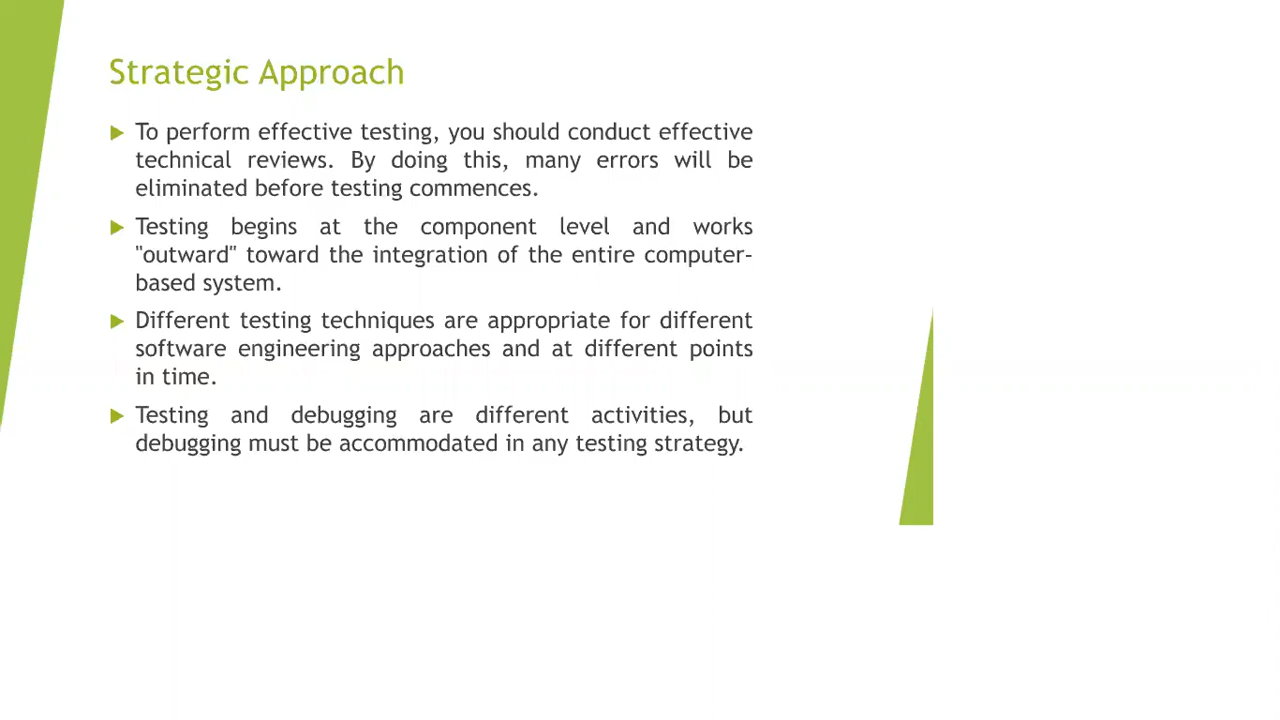 Strategic Approach
To perform effective testing, you should conduct effective
technical reviews. By doing this, many errors will be
eliminated before testing commences.
Testing begins at the component level and works
"outward" toward the integration of the entire computer-
based system.
Different testing techniques are appropriate for different
software engineering approaches and at different points
in time.
Testing and debugging are different activities, but
debugging must be accommodated in any testing strategy.